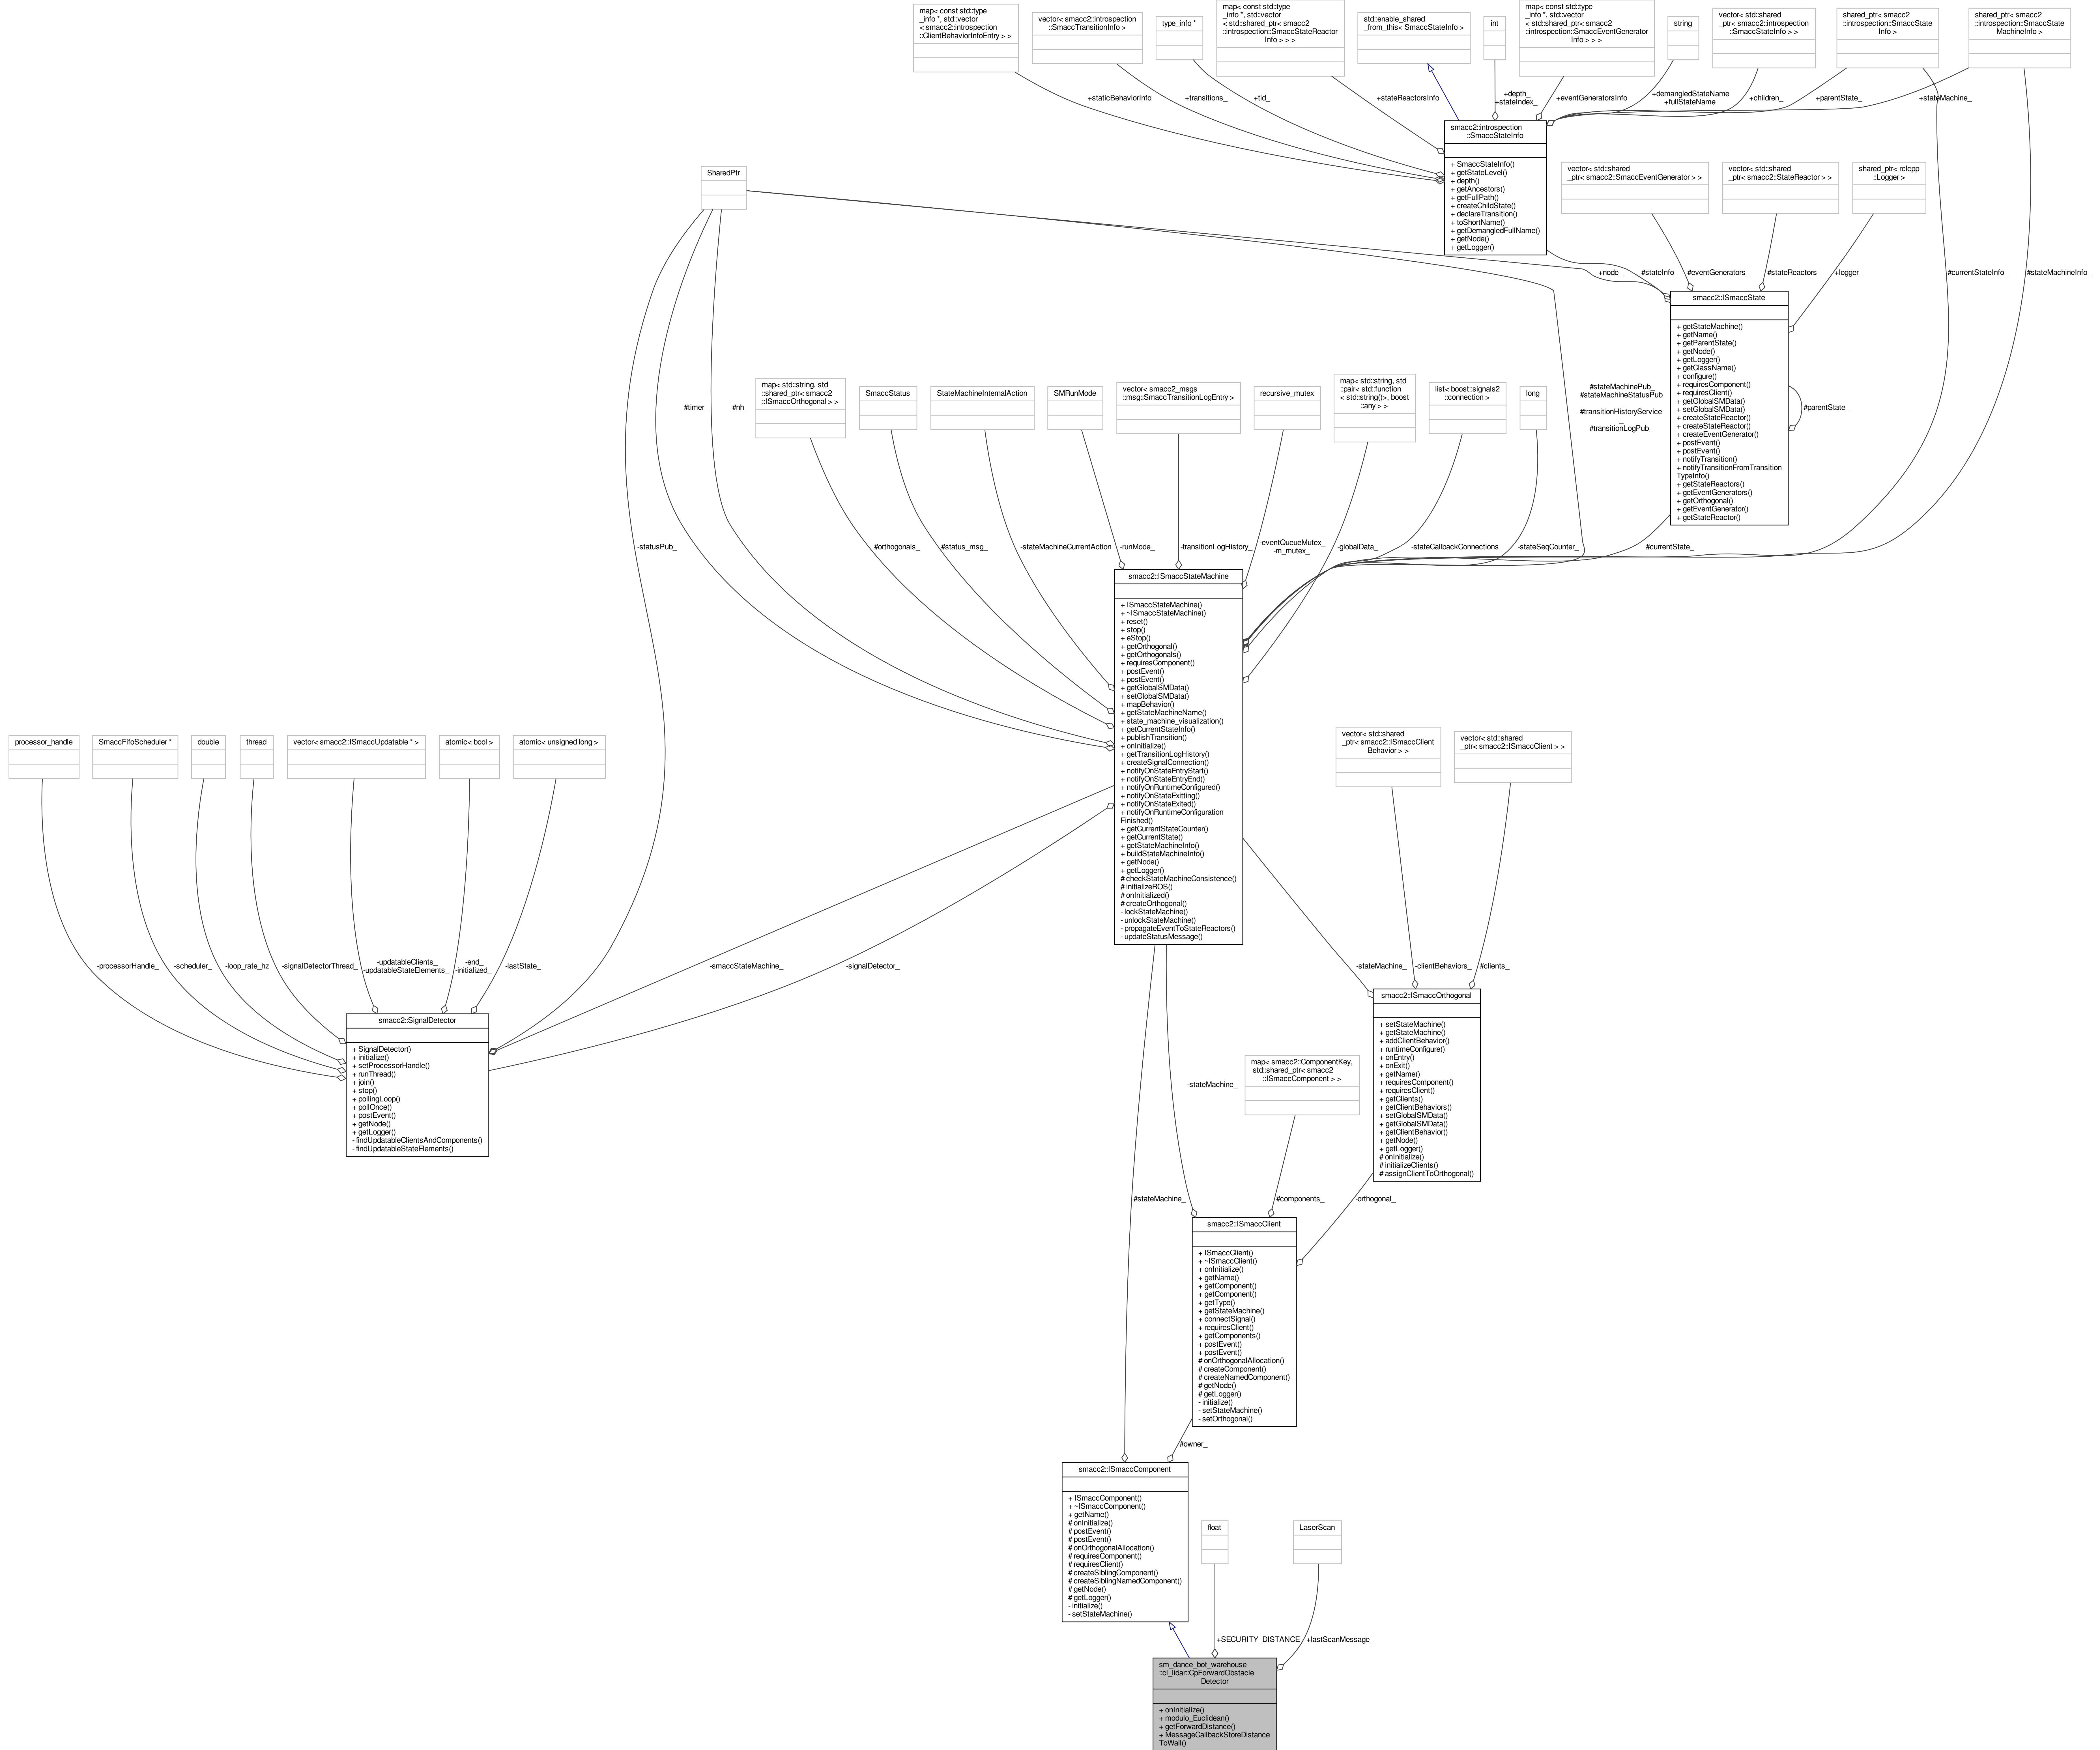 map< const std::type
_info *, std::vector
< smacc2::introspection
::ClientBehaviorInfoEntry > >
vector< smacc2::introspection
::SmaccTransitionInfo >
type_info *
map< const std::type
_info *, std::vector
< std::shared_ptr< smacc2
::introspection::SmaccStateReactor
Info > > >
std::enable_shared
_from_this< SmaccStateInfo >
int
map< const std::type
_info *, std::vector
< std::shared_ptr< smacc2
::introspection::SmaccEventGenerator
Info > > >
string
vector< std::shared
_ptr< smacc2::introspection
::SmaccStateInfo > >
shared_ptr< smacc2
::introspection::SmaccState
Info >
shared_ptr< smacc2
::introspection::SmaccState
MachineInfo >
+staticBehaviorInfo
+transitions_
+tid_
+stateReactorsInfo
+depth_
+stateIndex_
+eventGeneratorsInfo
+demangledStateName
+fullStateName
+children_
+parentState_
+stateMachine_
smacc2::introspection
::SmaccStateInfo
+ SmaccStateInfo()
+ getStateLevel()
+ depth()
+ getAncestors()
+ getFullPath()
+ createChildState()
+ declareTransition()
+ toShortName()
+ getDemangledFullName()
+ getNode()
+ getLogger()
SharedPtr
vector< std::shared
_ptr< smacc2::SmaccEventGenerator > >
vector< std::shared
_ptr< smacc2::StateReactor > >
shared_ptr< rclcpp
::Logger >
+node_
#stateInfo_
#eventGenerators_
#stateReactors_
+logger_
#currentStateInfo_
#stateMachineInfo_
smacc2::ISmaccState
+ getStateMachine()
+ getName()
+ getParentState()
+ getNode()
+ getLogger()
+ getClassName()
+ configure()
+ requiresComponent()
+ requiresClient()
+ getGlobalSMData()
+ setGlobalSMData()
+ createStateReactor()
+ createStateReactor()
+ createEventGenerator()
+ postEvent()
+ postEvent()
+ notifyTransition()
+ notifyTransitionFromTransition
TypeInfo()
+ getStateReactors()
+ getEventGenerators()
+ getOrthogonal()
+ getEventGenerator()
+ getStateReactor()
#parentState_
#timer_
#nh_
map< std::string, std
::shared_ptr< smacc2
::ISmaccOrthogonal > >
SmaccStatus
StateMachineInternalAction
SMRunMode
vector< smacc2_msgs
::msg::SmaccTransitionLogEntry >
recursive_mutex
map< std::string, std
::pair< std::function
< std::string()>, boost
::any > >
list< boost::signals2
::connection >
long
#stateMachinePub_
#stateMachineStatusPub
_
#transitionHistoryService
_
#transitionLogPub_
-statusPub_
#orthogonals_
#status_msg_
-stateMachineCurrentAction
-runMode_
-transitionLogHistory_
-eventQueueMutex_
-m_mutex_
-globalData_
-stateCallbackConnections
-stateSeqCounter_
#currentState_
smacc2::ISmaccStateMachine
+ ISmaccStateMachine()
+ ~ISmaccStateMachine()
+ reset()
+ stop()
+ eStop()
+ getOrthogonal()
+ getOrthogonals()
+ requiresComponent()
+ postEvent()
+ postEvent()
+ getGlobalSMData()
+ setGlobalSMData()
+ mapBehavior()
+ getStateMachineName()
+ state_machine_visualization()
+ getCurrentStateInfo()
+ publishTransition()
+ onInitialize()
+ getTransitionLogHistory()
+ createSignalConnection()
+ notifyOnStateEntryStart()
+ notifyOnStateEntryEnd()
+ notifyOnRuntimeConfigured()
+ notifyOnStateExitting()
+ notifyOnStateExited()
+ notifyOnRuntimeConfiguration
Finished()
+ getCurrentStateCounter()
+ getCurrentState()
+ getStateMachineInfo()
+ buildStateMachineInfo()
+ getNode()
+ getLogger()
# checkStateMachineConsistence()
# initializeROS()
# onInitialized()
# createOrthogonal()
- lockStateMachine()
- unlockStateMachine()
- propagateEventToStateReactors()
- updateStatusMessage()
processor_handle
SmaccFifoScheduler *
double
thread
vector< smacc2::ISmaccUpdatable * >
atomic< bool >
atomic< unsigned long >
vector< std::shared
_ptr< smacc2::ISmaccClient
Behavior > >
vector< std::shared
_ptr< smacc2::ISmaccClient > >
-processorHandle_
-scheduler_
-loop_rate_hz
-signalDetectorThread_
-updatableClients_
-updatableStateElements_
-end_
-initialized_
-lastState_
-smaccStateMachine_
-signalDetector_
-stateMachine_
-clientBehaviors_
#clients_
smacc2::SignalDetector
+ SignalDetector()
+ initialize()
+ setProcessorHandle()
+ runThread()
+ join()
+ stop()
+ pollingLoop()
+ pollOnce()
+ postEvent()
+ getNode()
+ getLogger()
- findUpdatableClientsAndComponents()
- findUpdatableStateElements()
smacc2::ISmaccOrthogonal
+ setStateMachine()
+ getStateMachine()
+ addClientBehavior()
+ runtimeConfigure()
+ onEntry()
+ onExit()
+ getName()
+ requiresComponent()
+ requiresClient()
+ getClients()
+ getClientBehaviors()
+ setGlobalSMData()
+ getGlobalSMData()
+ getClientBehavior()
+ getNode()
+ getLogger()
# onInitialize()
# initializeClients()
# assignClientToOrthogonal()
map< smacc2::ComponentKey,
std::shared_ptr< smacc2
::ISmaccComponent > >
-stateMachine_
#stateMachine_
#components_
-orthogonal_
smacc2::ISmaccClient
+ ISmaccClient()
+ ~ISmaccClient()
+ onInitialize()
+ getName()
+ getComponent()
+ getComponent()
+ getType()
+ getStateMachine()
+ connectSignal()
+ requiresClient()
+ getComponents()
+ postEvent()
+ postEvent()
# onOrthogonalAllocation()
# createComponent()
# createNamedComponent()
# getNode()
# getLogger()
- initialize()
- setStateMachine()
- setOrthogonal()
#owner_
smacc2::ISmaccComponent
+ ISmaccComponent()
+ ~ISmaccComponent()
+ getName()
# onInitialize()
# postEvent()
# postEvent()
# onOrthogonalAllocation()
# requiresComponent()
# requiresClient()
# createSiblingComponent()
# createSiblingNamedComponent()
# getNode()
# getLogger()
- initialize()
- setStateMachine()
float
LaserScan
+SECURITY_DISTANCE
+lastScanMessage_
sm_dance_bot_warehouse
::cl_lidar::CpForwardObstacle
Detector
+ onInitialize()
+ modulo_Euclidean()
+ getForwardDistance()
+ MessageCallbackStoreDistance
ToWall()